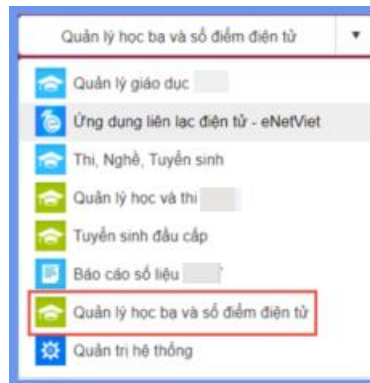 Quản lý học bạ và sổ điểm điện tử
Quản lý giáo dục
Ứng dụng liên lạc điện tử - eNetViet
Thi, Nghề, Tuyển sinh
Quản lý học và thi
Tuyển sinh đầu cấp
Báo cáo số liệu
Quản lý học bạ và sổ điểm điện tử
Quản trị hệ thống